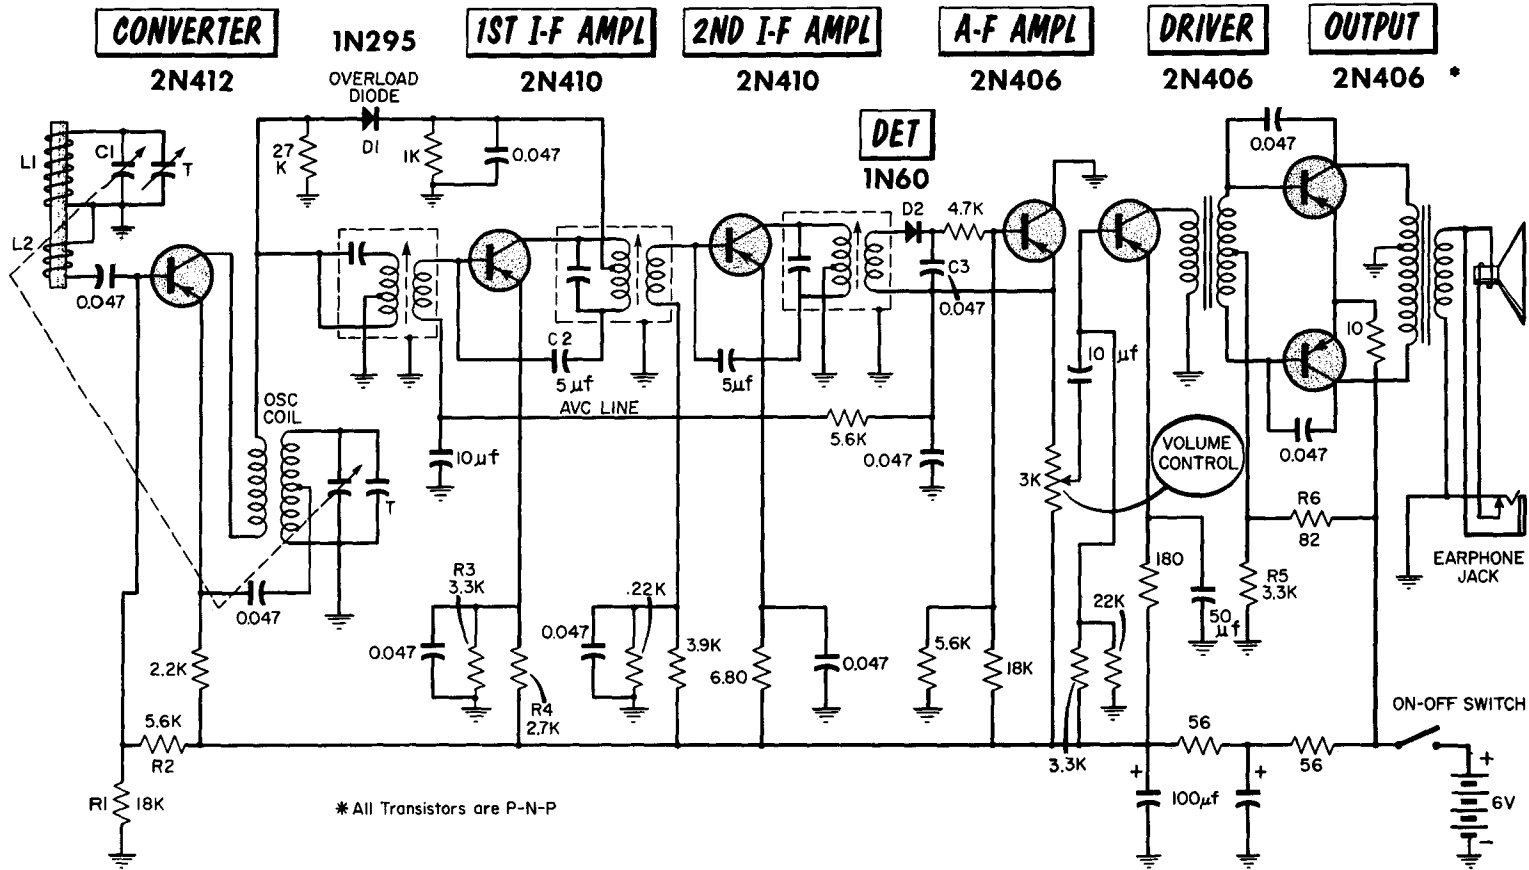 CONVERTER
2N412
1N295
OVERLOAD
DIODE
D1
1ST I-F AMPL
2N410
2ND I-F AMPL
2N410
A-F AMPL
2N406
DRIVER
2N406
OUTPUT
2N406 *
DET
1N60
D2
4.7K
L1
C1
T
L2
0.047
27
K
1K
0.047
C2
5µf
5µf
C3
0.047
0.047
10
0.047
10 µf
AVC LINE
5.6K
0.047
10µf
OSC
COIL
T
0.047
3K
VOLUME
CONTROL
R6
82
EARPHONE
JACK
R3
3.3K
0.047
R4
2.7K
.22K
0.047
3.9K
6.80
0.047
5.6K
18K
22K
3.3K
180
50
µf
R5
3.3K
2.2K
5.6K
R2
R1 18K
56
56
+
100µf
+
ON-OFF SWITCH
+
6V
-
* All Transistors are P-N-P